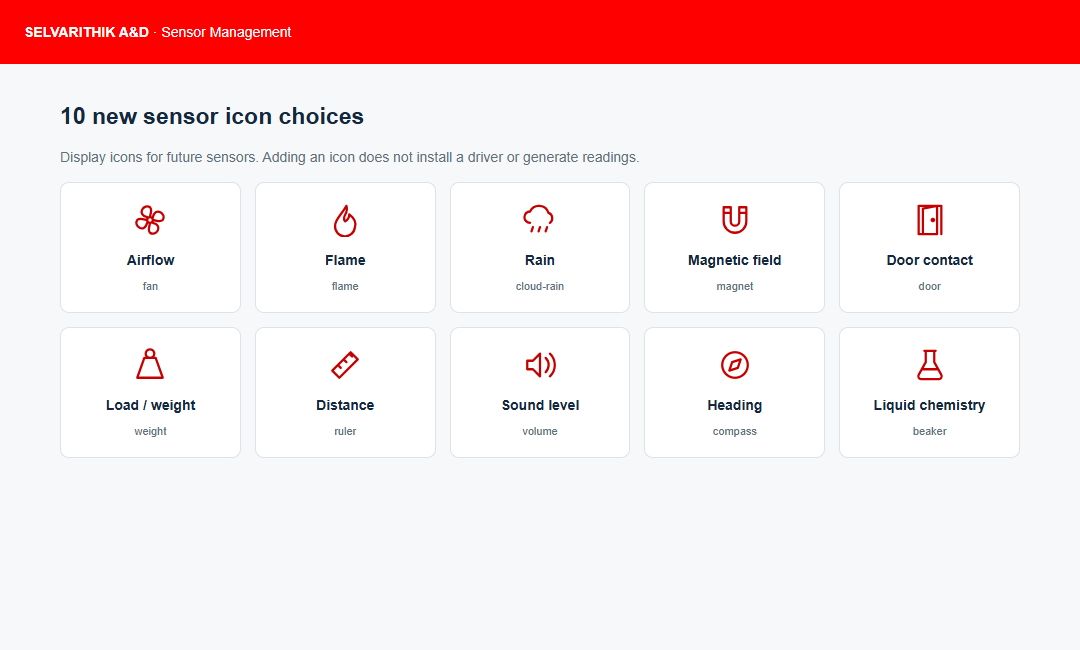 SELVARITHIK A&D · Sensor Management
10 new sensor icon choices
Display icons for future sensors. Adding an icon does not install a driver or generate readings.
Airflow
fan
Flame
flame
Rain
cloud-rain
Magnetic field
magnet
Door contact
door
Load / weight
weight
Distance
ruler
Sound level
volume
Heading
compass
Liquid chemistry
beaker